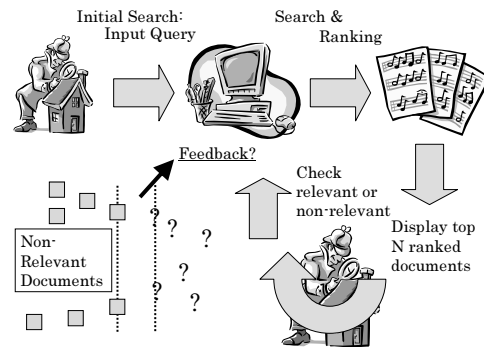 Initial Search:
Input Query
Search &
Ranking
Feedback?
Check
relevant or
non-relevant
Display top
N ranked
documents
Non-
Relevant
Documents
?
?
?
?
?
?